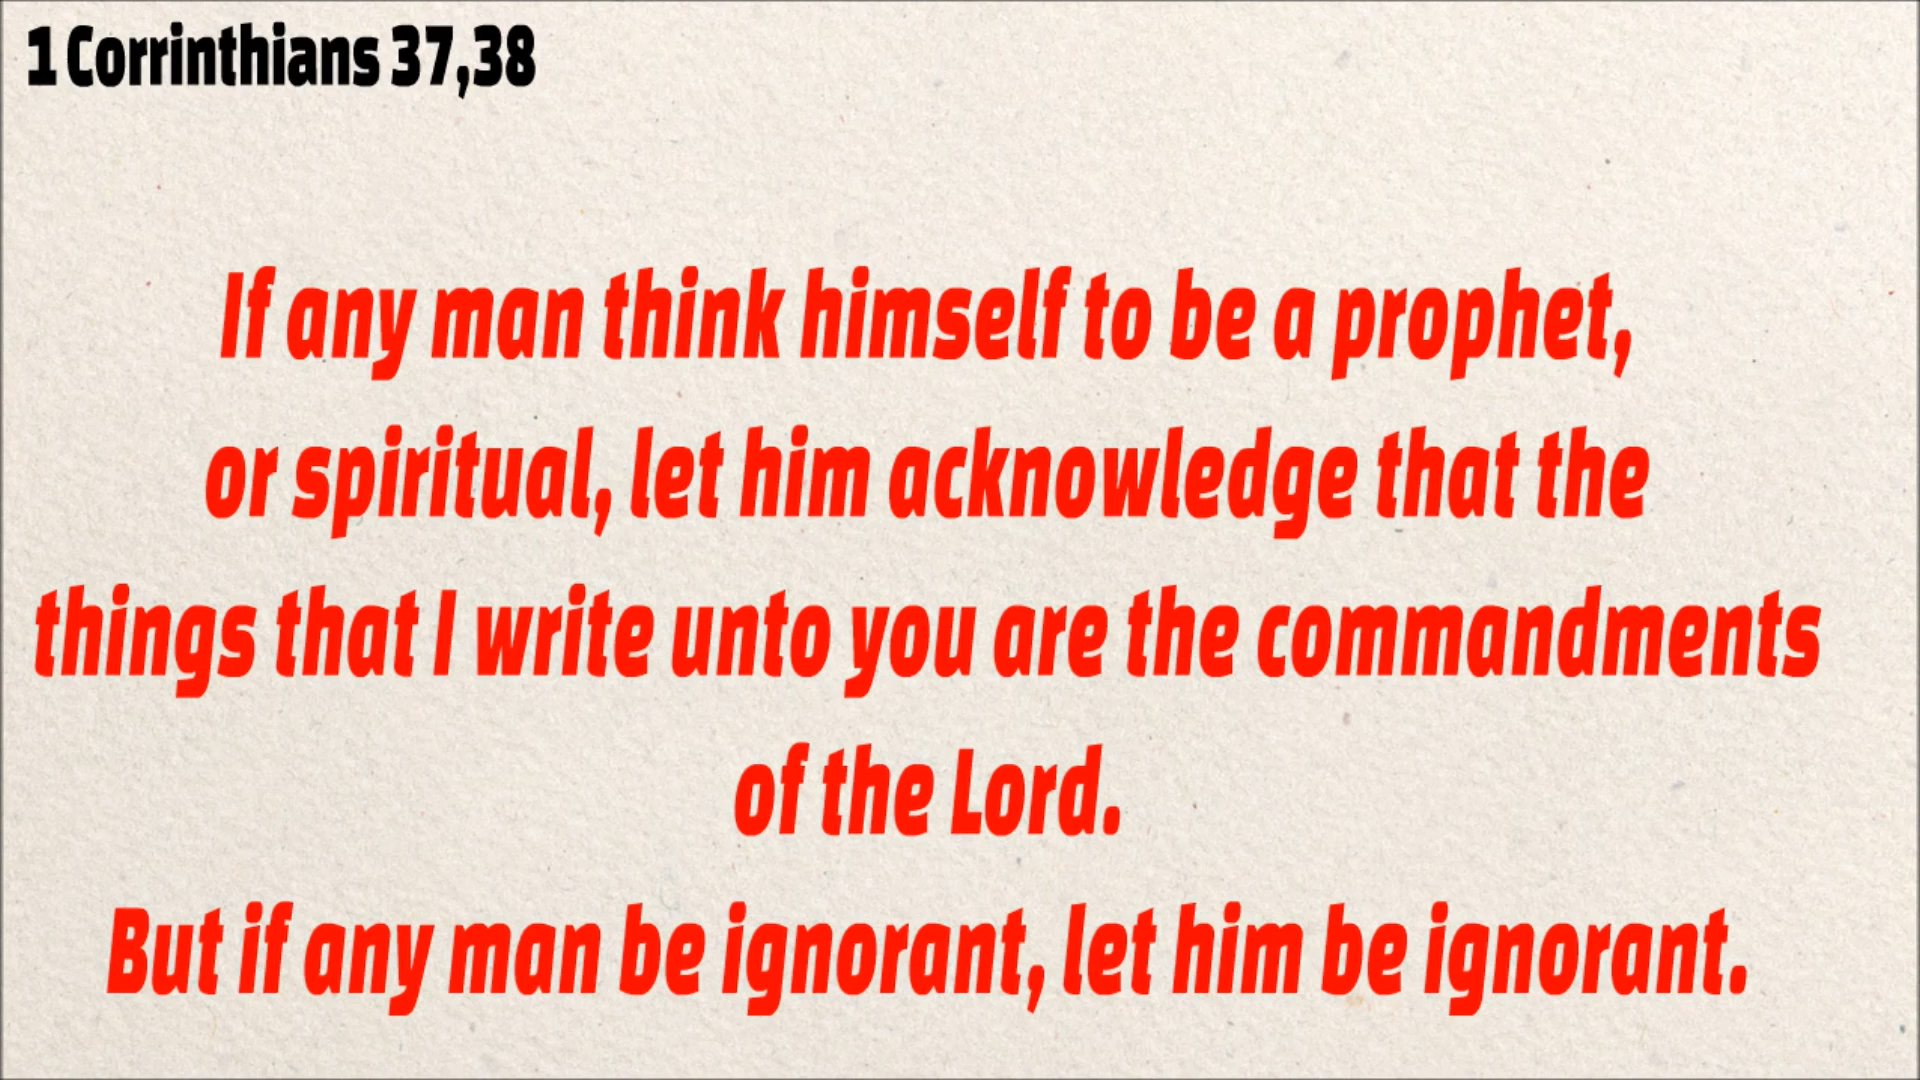 1 Corrinthians 37,38
If any man think himself to be a prophet,
or spiritual, let him acknowledge that the
things that I write unto you are the commandments
of the Lord.
But if any man be ignorant, let him be ignorant.